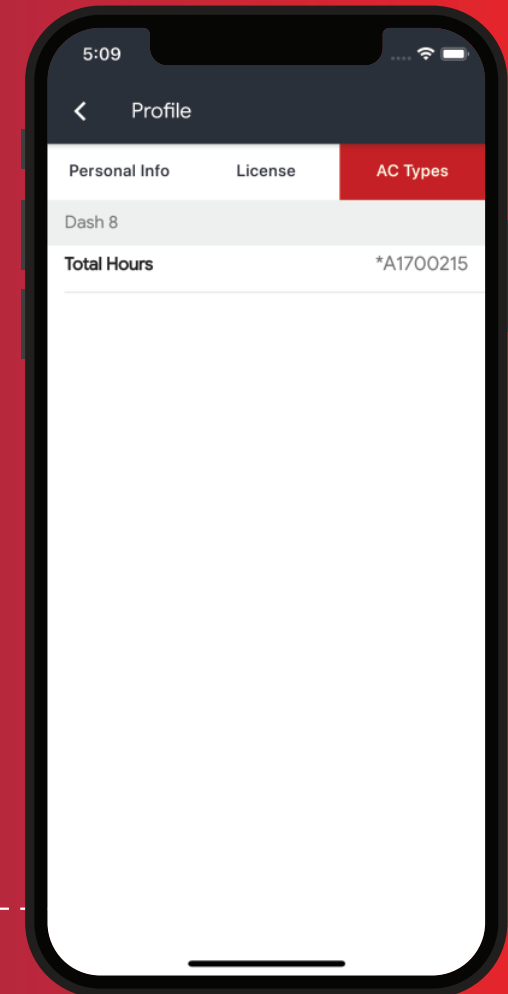 5:09
Profile
Personal Info License AC Types
Dash 8
Total Hours *A1700215